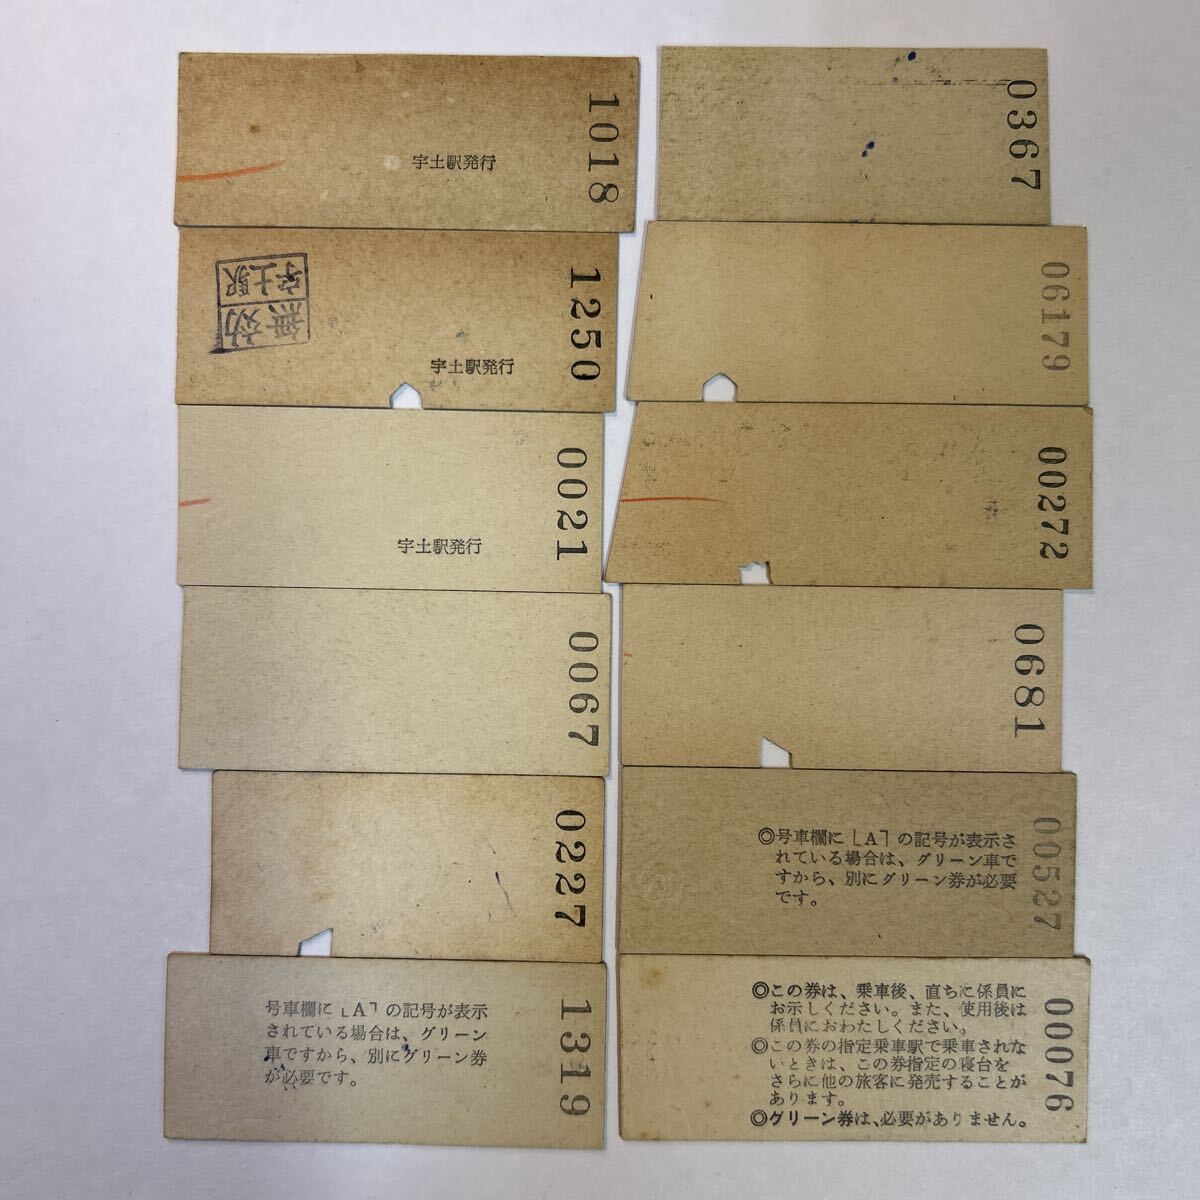 1018
宇土駅発行
1250
無効
宇土駅
宇土駅発行
0021
宇土駅発行
0067
0227
1319
号車欄に「A」の記号が表示
されている場合は、グリーン
車ですから、別にグリーン券
が必要です。
0367
06179
00272
0681
00527
◎号車欄に「A」の記号が表示さ
れている場合は、グリーン車で
すから、別にグリーン券が必要
です。
00076
◎この券は、乗車後、直ちに係員に
お示しください。また、使用後は
係員におわたしください。
◎この券の指定乗車駅で乗車されな
いときは、この券指定の寝台を
さらに他の旅客に発売することが
あります。
◎グリーン券は、必要がありません。